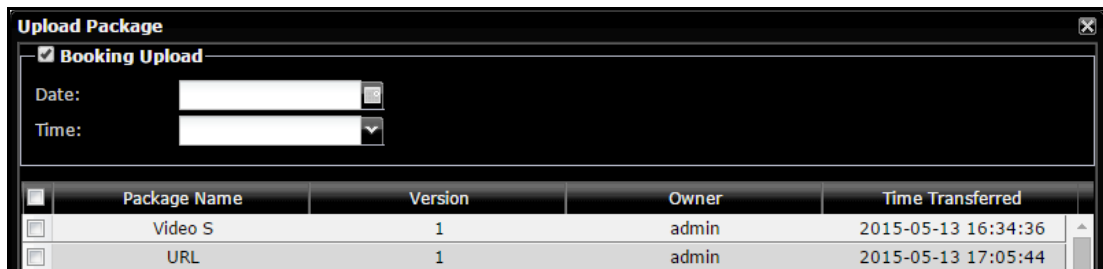 Upload Package
Booking Upload
Date:
Time:
Package Name Version Owner Time Transferred
Video S 1 admin 2015-05-13 16:34:36
URL 1 admin 2015-05-13 17:05:44